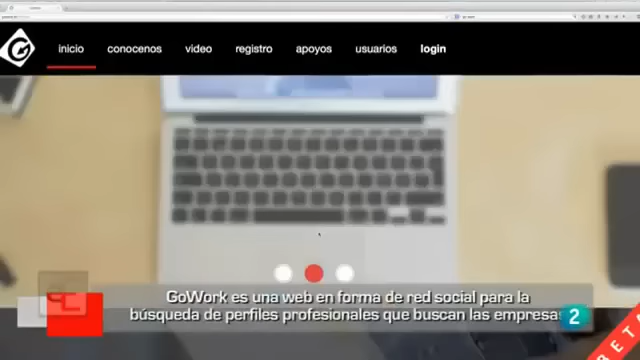 inicio conocenos video registro apoyos usuarios login
GoWork es una web en forma de red social para la
búsqueda de perfiles profesionales que buscan las empresas
2
BETA